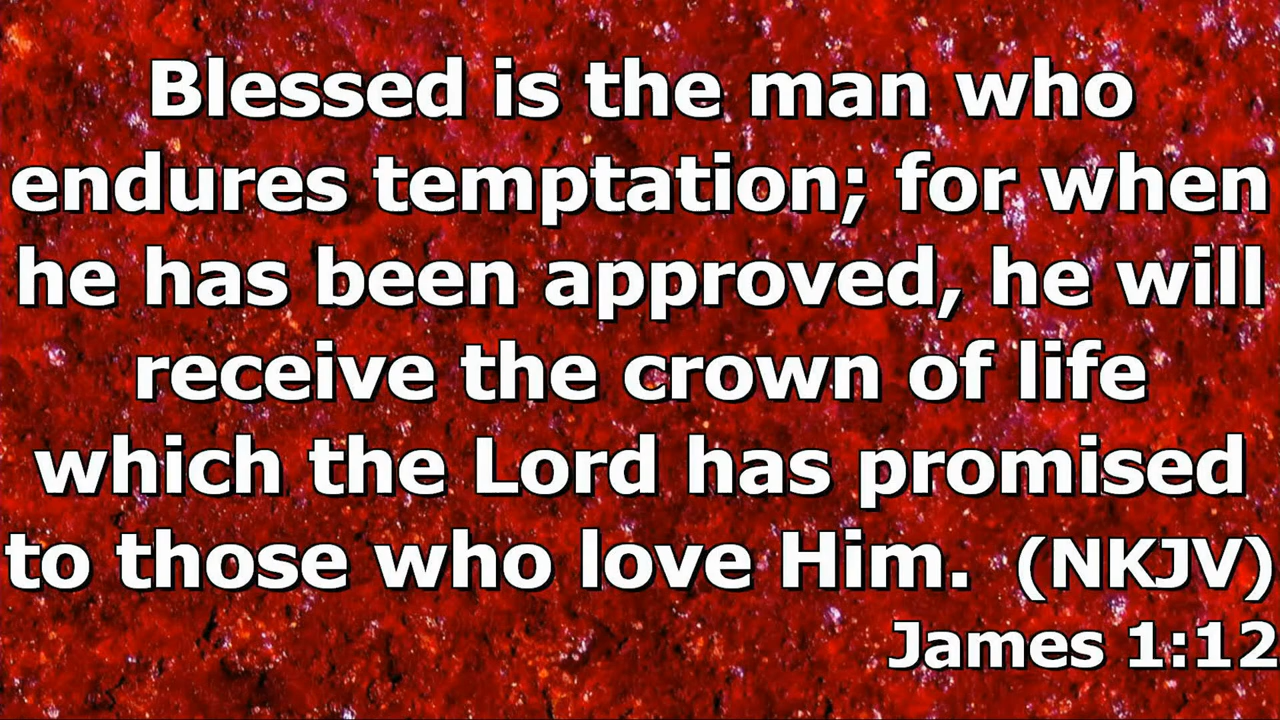 Blessed is the man who
endures temptation; for when
he has been approved, he will
receive the crown of life
which the Lord has promised
to those who love Him.  (NKJV)
James 1:12